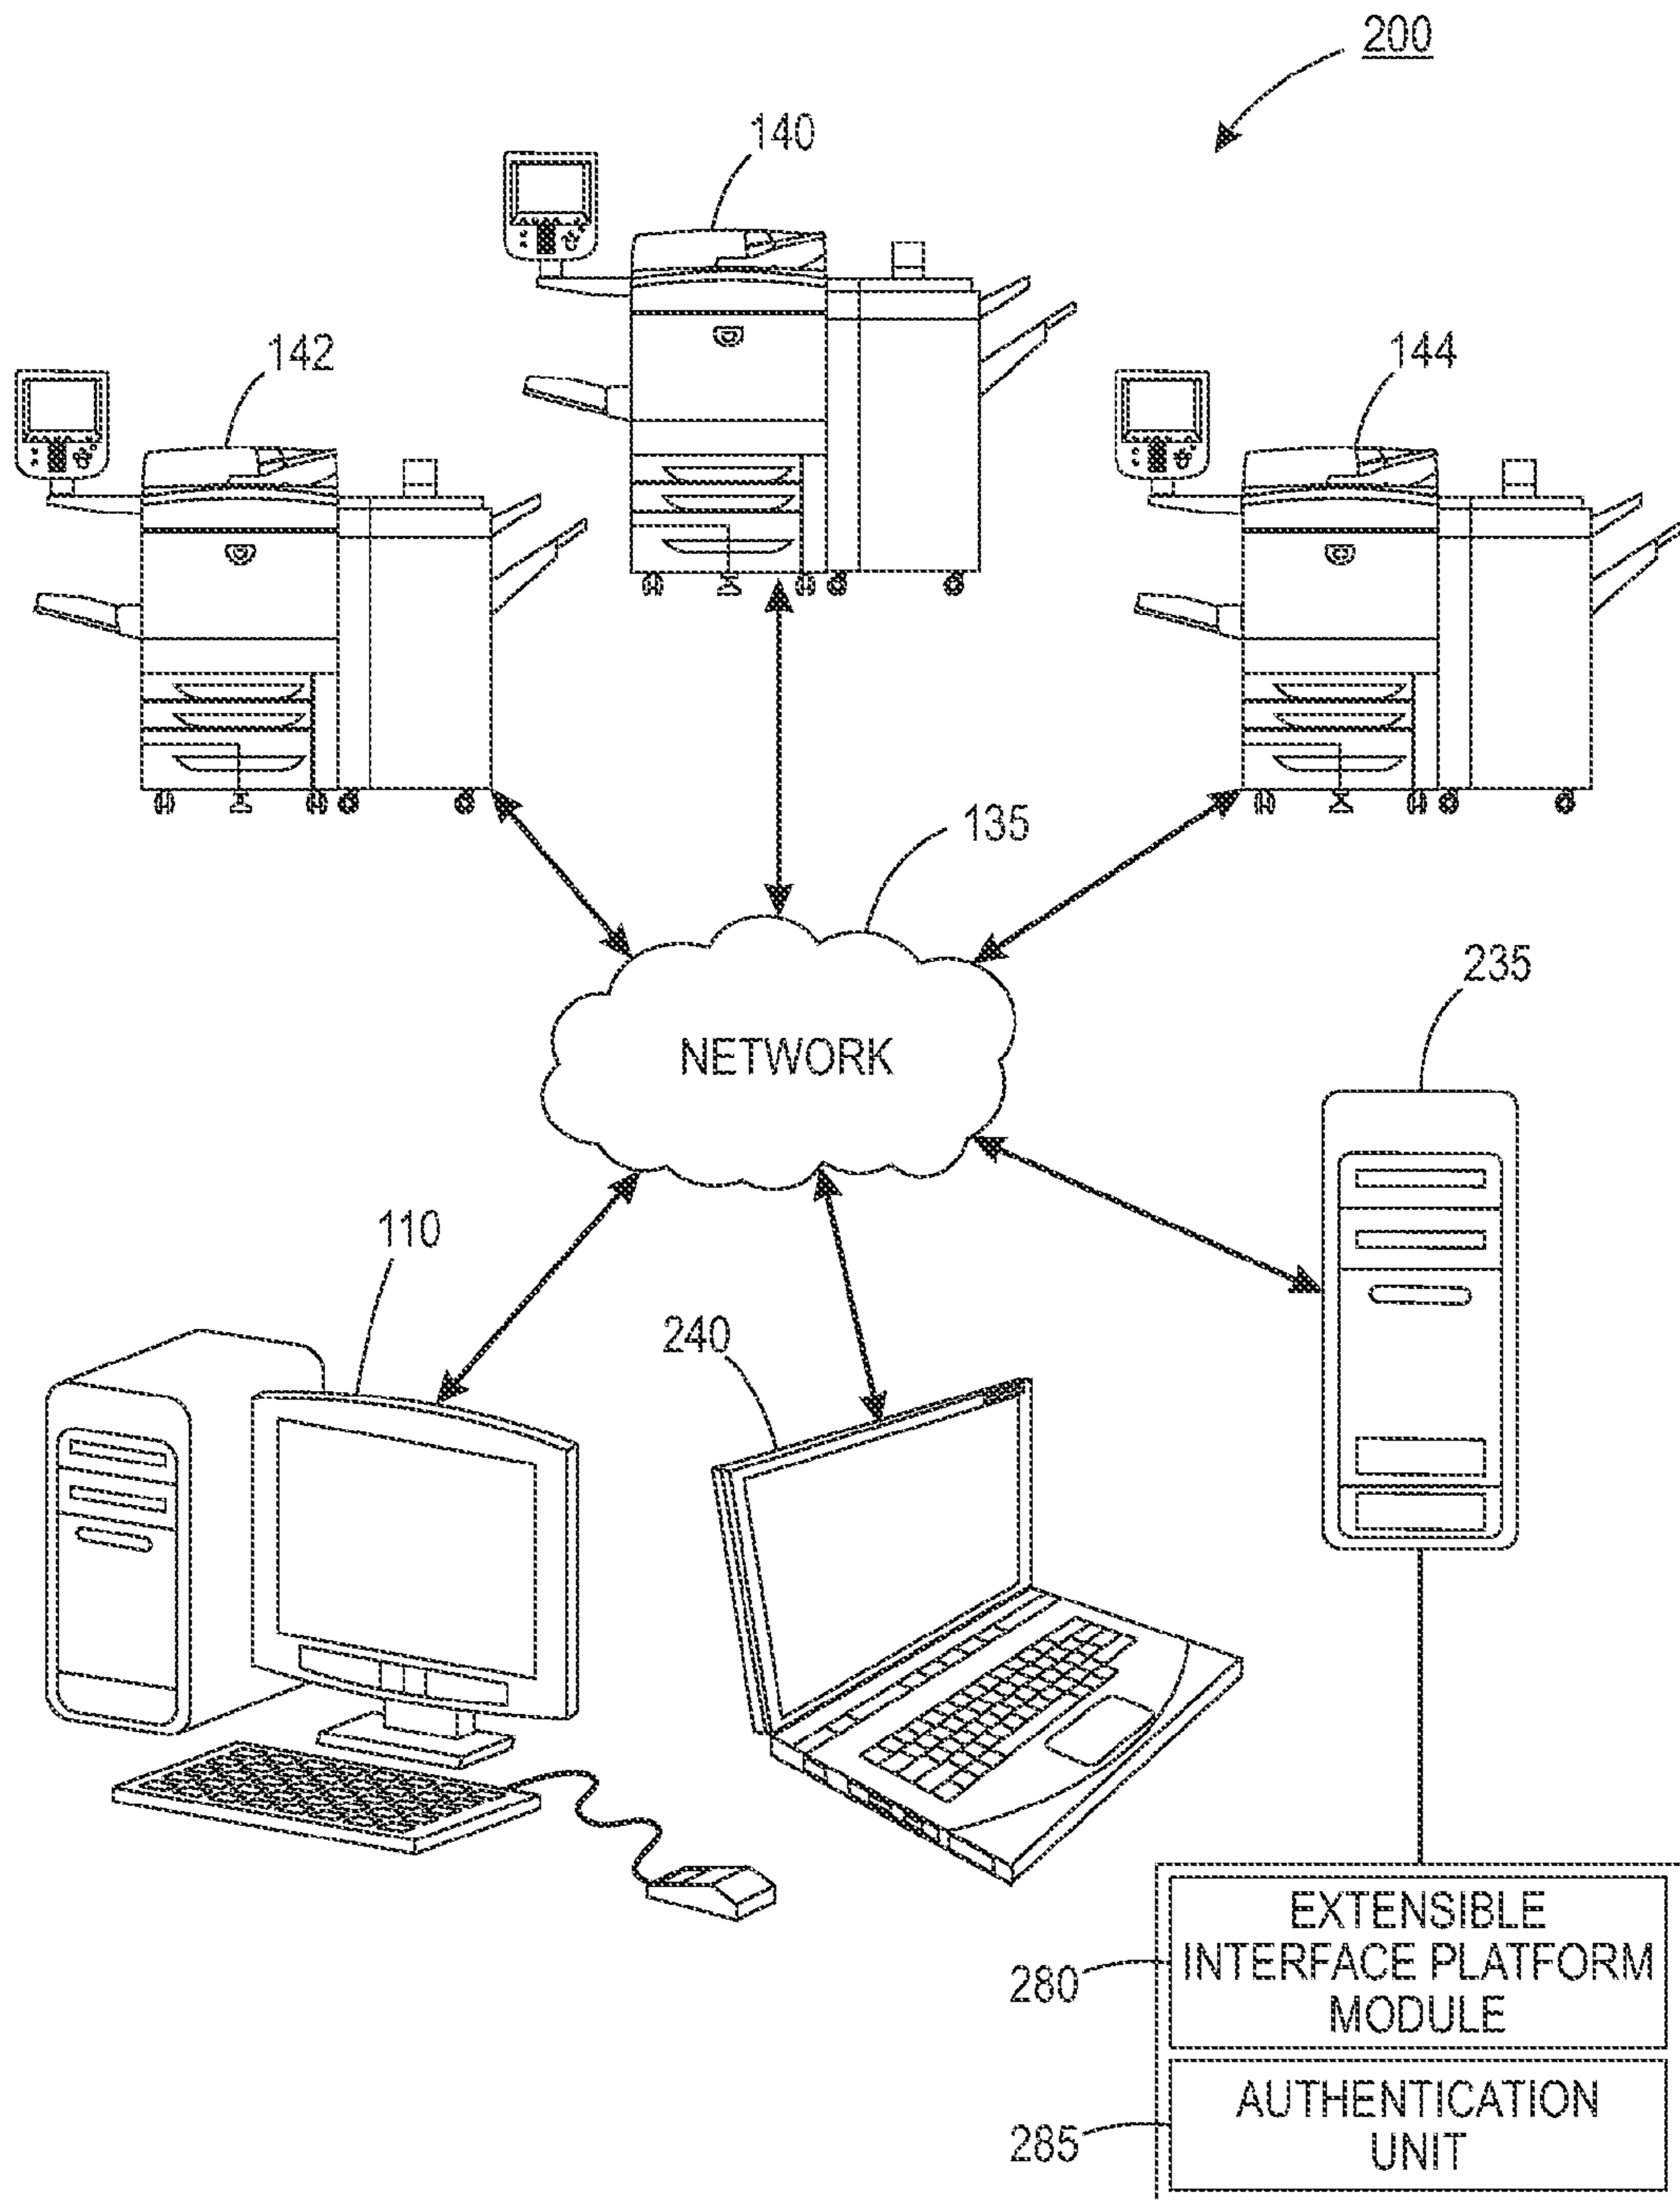 200
140
142
144
135
235
NETWORK
110
240
EXTENSIBLE
INTERFACE PLATFORM
MODULE
280
AUTHENTICATION
UNIT
285